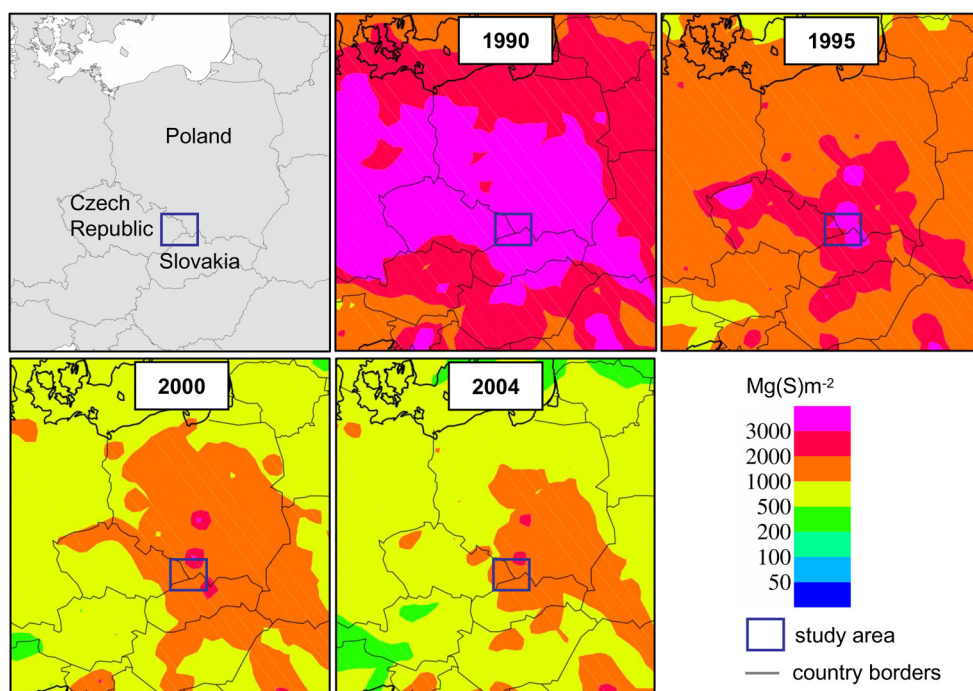 1990
1995
Poland
Czech
Republic
Slovakia
2000
2004
Mg(S)m⁻²
3000
2000
1000
500
200
100
50
study area
country borders